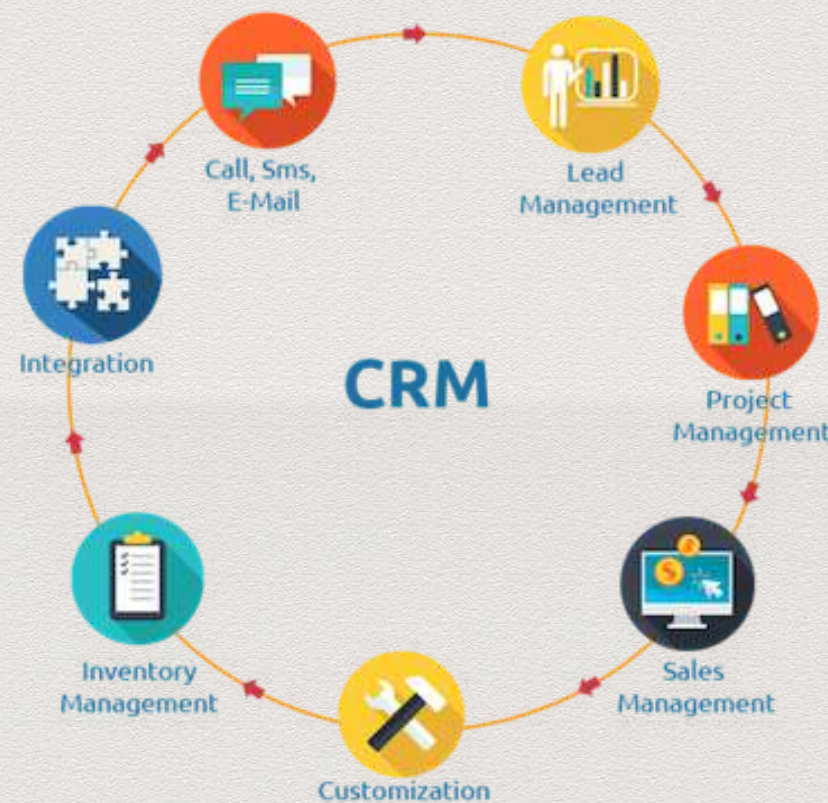 Call, Sms,
E-Mail
Lead
Management
Integration
CRM
Project
Management
Inventory
Management
Sales
Management
Customization